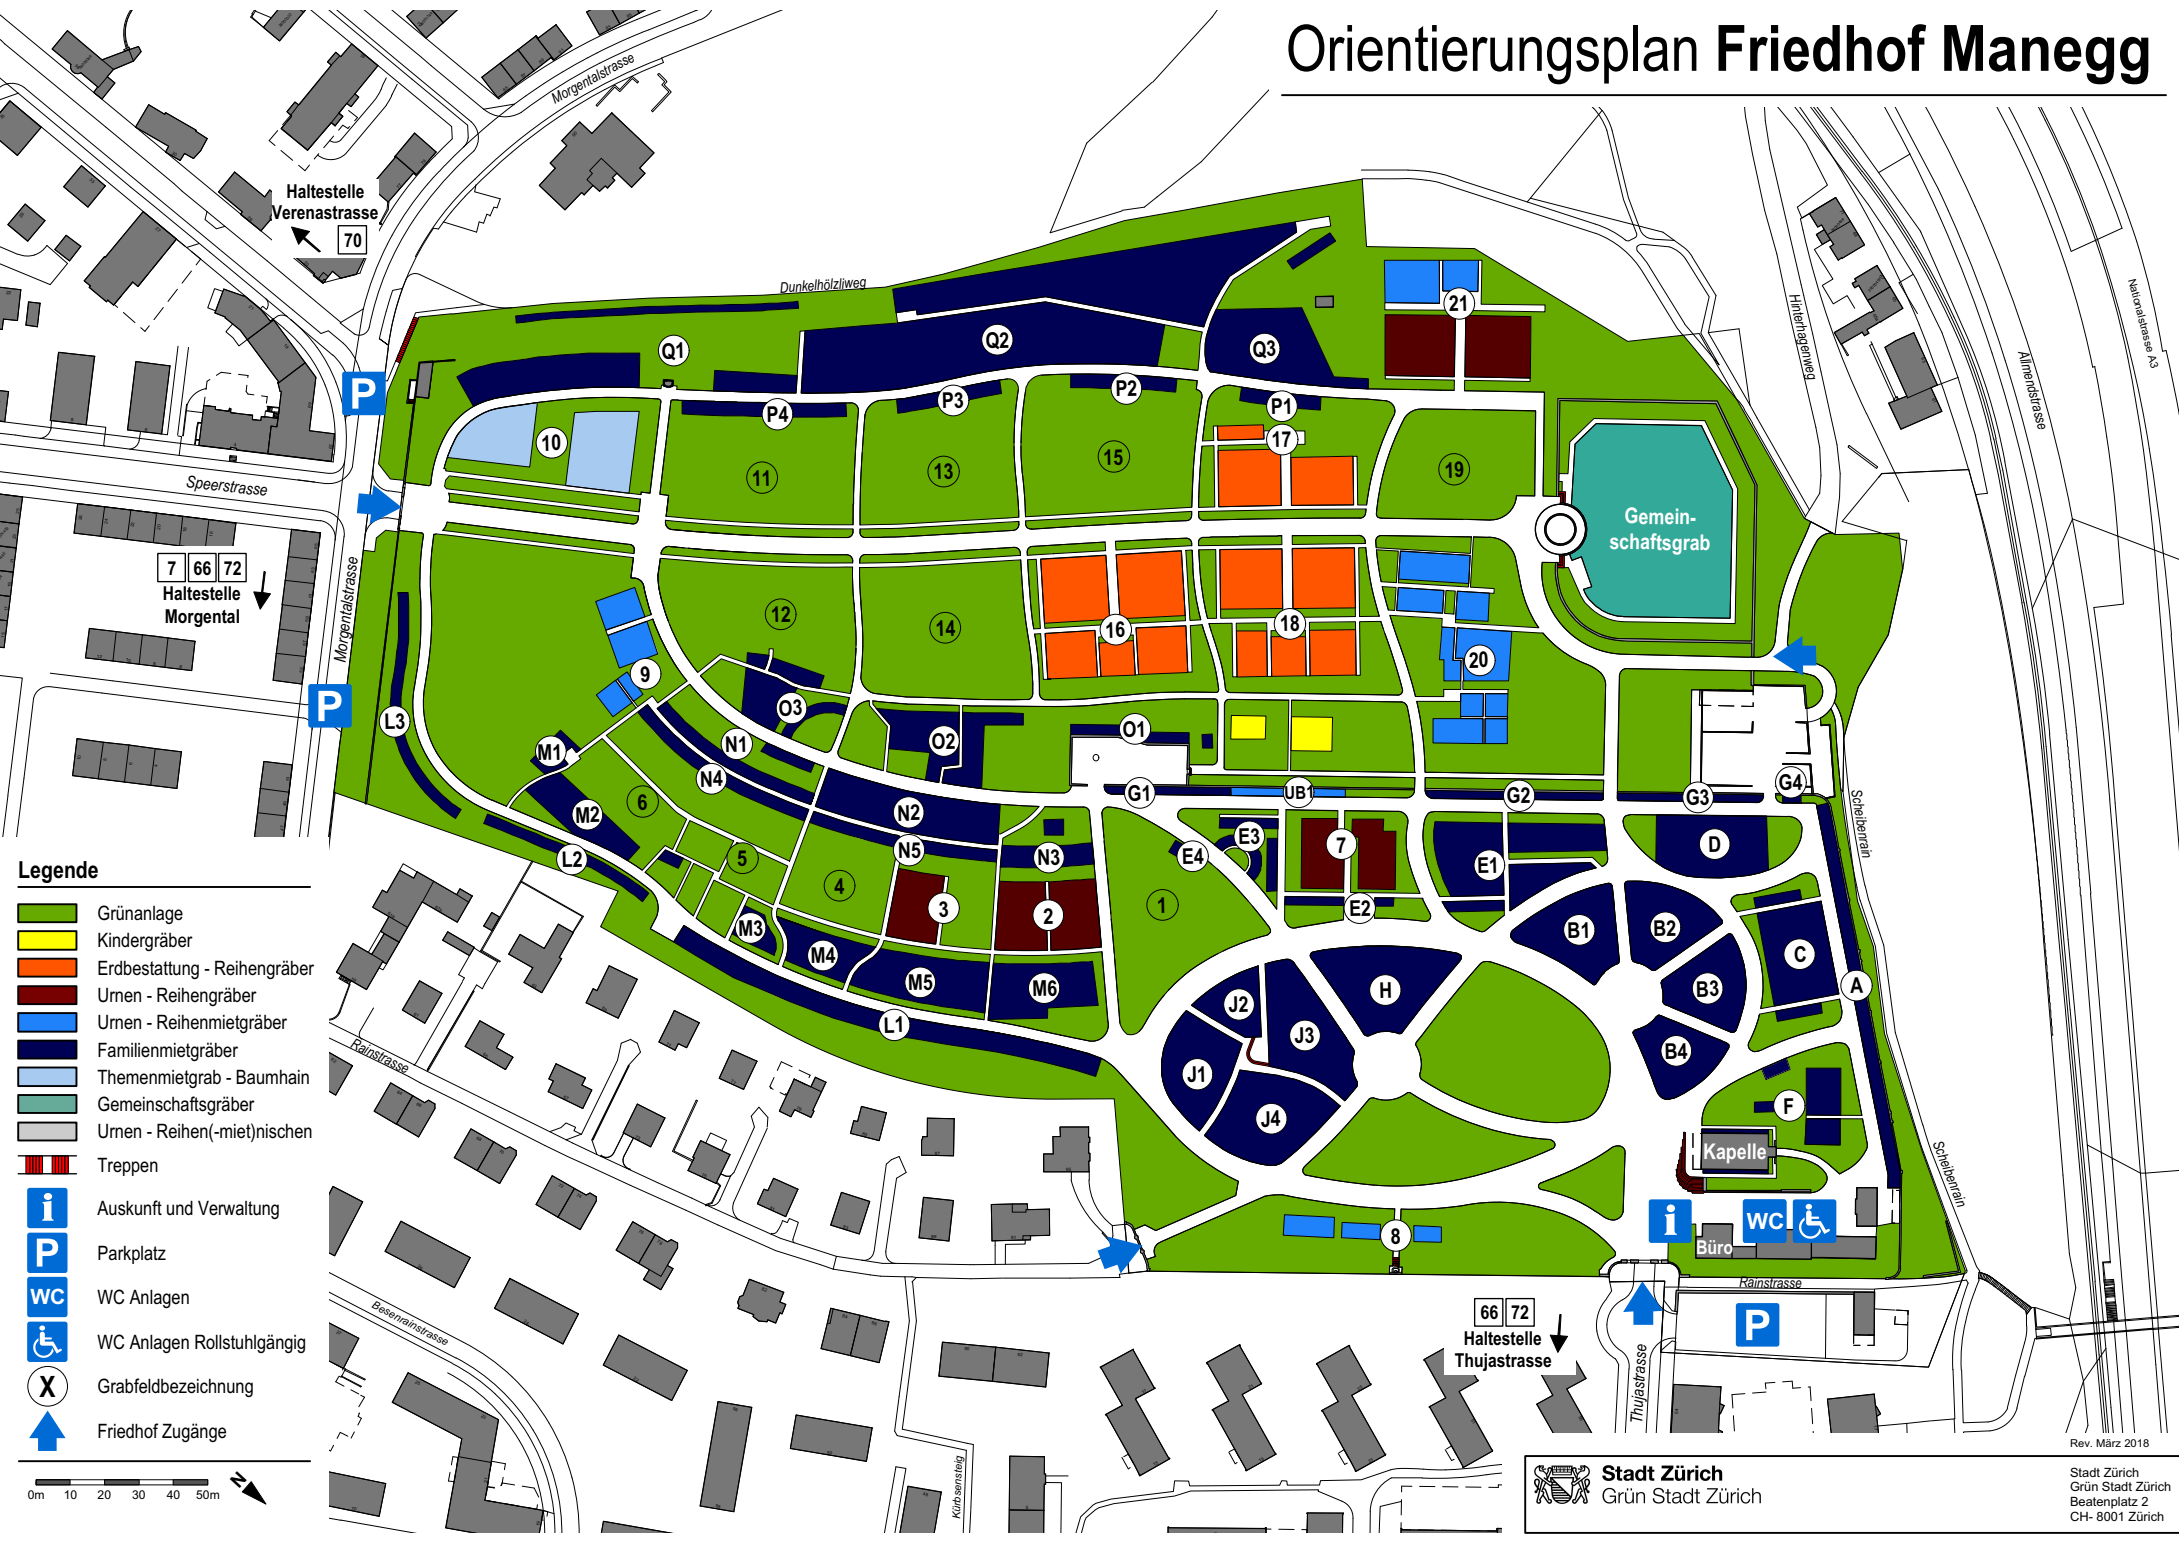 Orientierungsplan Friedhof Manegg
Morgentalstrasse
Haltestelle
Verenastrasse
70
Dunkelhölzliweg
Hinterhagenweg
Allmendstrasse
Nationalstrasse A3
P
Speerstrasse
7 66 72
Haltestelle
Morgental
Morgentalstrasse
P
Q1
Q2
Q3
21
P4
P3
P2
P1
10
11
13
15
17
19
Gemein-
schaftsgrab
12
14
16
18
20
9
L3
O3
O2
O1
M1
N1
N4
6
M2
N2
G1
UB1
G2
G3
G4
L2
5
N5
N3
E4
E3
7
E1
D
4
3
2
1
E2
M3
M4
M5
M6
L1
B1
B2
B3
B4
C
A
H
J2
J3
J1
J4
F
Kapelle
Scheibenrain
Scheibenrain
8
i
WC
Büro
Rainstrasse
P
Rainstrasse
Besenrainstrasse
Kürbsensteig
66 72
Haltestelle
Thujastrasse
Thujastrasse
Legende
Grünanlage
Kindergräber
Erdbestattung - Reihengräber
Urnen - Reihengräber
Urnen - Reihenmietgräber
Familienmietgräber
Themenmietgrab - Baumhain
Gemeinschaftsgräber
Urnen - Reihen(-miet)nischen
Treppen
i Auskunft und Verwaltung
P Parkplatz
WC WC Anlagen
WC Anlagen Rollstuhlgängig
X Grabfeldbezeichnung
Friedhof Zugänge
0m 10 20 30 40 50m
N
Rev. März 2018
Stadt Zürich
Grün Stadt Zürich
Stadt Zürich
Grün Stadt Zürich
Beatenplatz 2
CH- 8001 Zürich